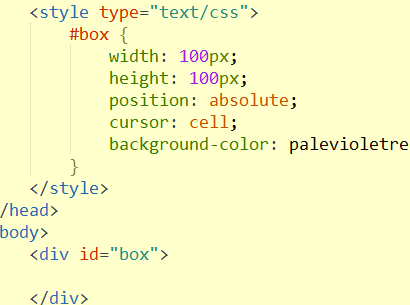 <style type="text/css">
#box {
width: 100px;
height: 100px;
position: absolute;
cursor: cell;
background-color: palevioletre
}
</style>
/head>
body>
<div id="box">
</div>